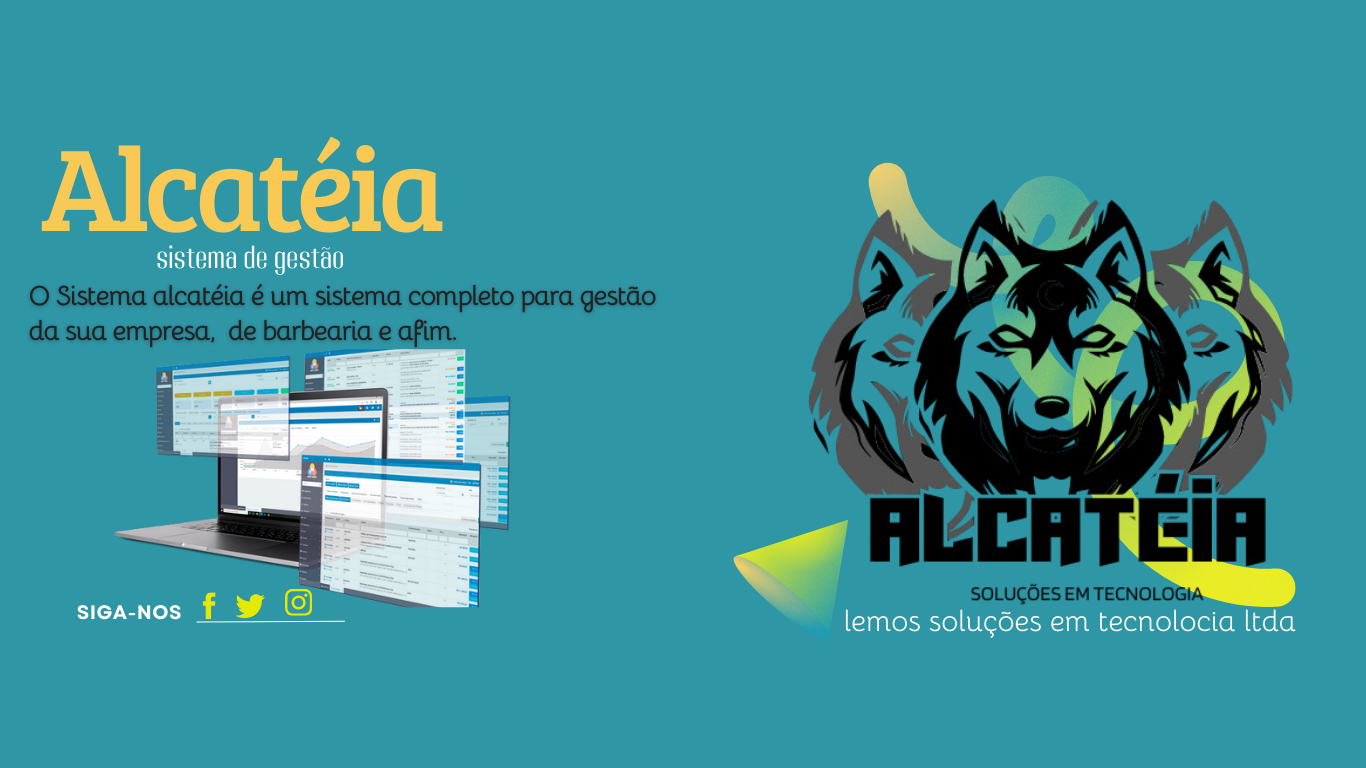 Alcatéia
sistema de gestão
O Sistema alcatéia é um sistema completo para gestão
da sua empresa,  de barbearia e afim.
SIGA-NOS
ALCATÉIA
SOLUÇÕES EM TECNOLOGIA
lemos soluções em tecnolocia ltda